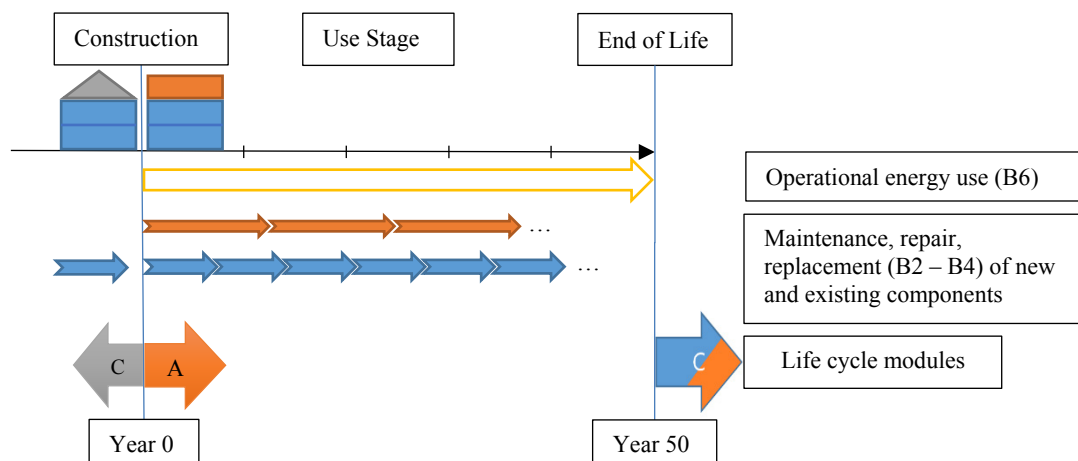 Construction
Use Stage
End of Life
Operational energy use (B6)
…
Maintenance, repair,
replacement (B2 – B4) of new
and existing components
…
C
A
C
Life cycle modules
Year 0
Year 50